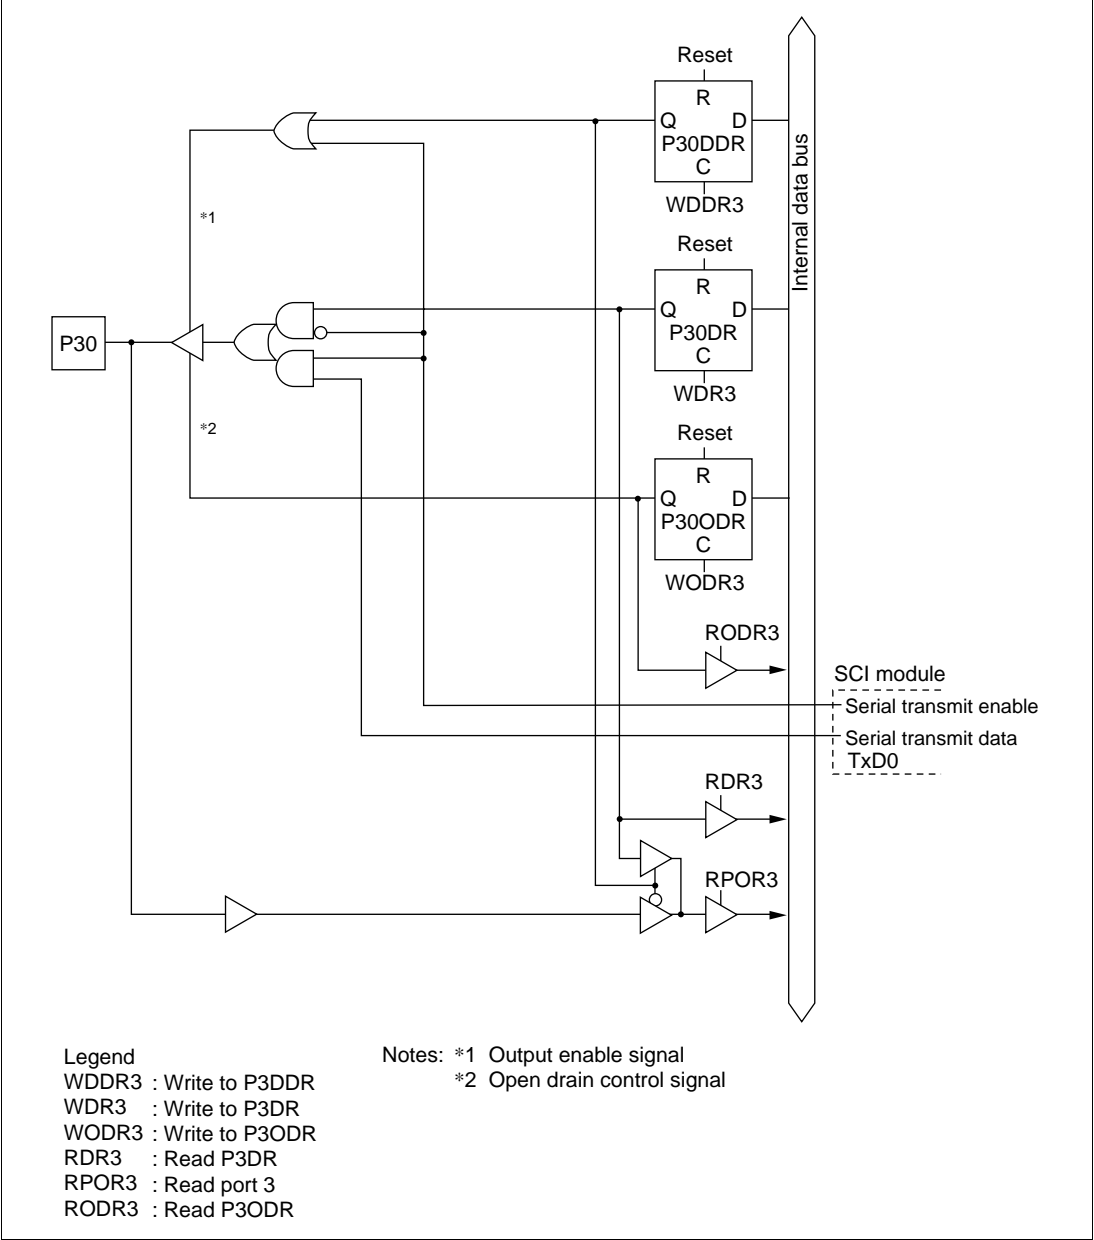 Reset
R
Q D
P30DDR
C
WDDR3
Internal data bus
*1
Reset
R
Q D
P30DR
C
WDR3
P30
*2
Reset
R
Q D
P30ODR
C
WODR3
RODR3
SCI module
Serial transmit enable
Serial transmit data
TxD0
RDR3
RPOR3
Legend
WDDR3 : Write to P3DDR
WDR3 : Write to P3DR
WODR3 : Write to P3ODR
RDR3 : Read P3DR
RPOR3 : Read port 3
RODR3 : Read P3ODR
Notes: *1 Output enable signal
*2 Open drain control signal